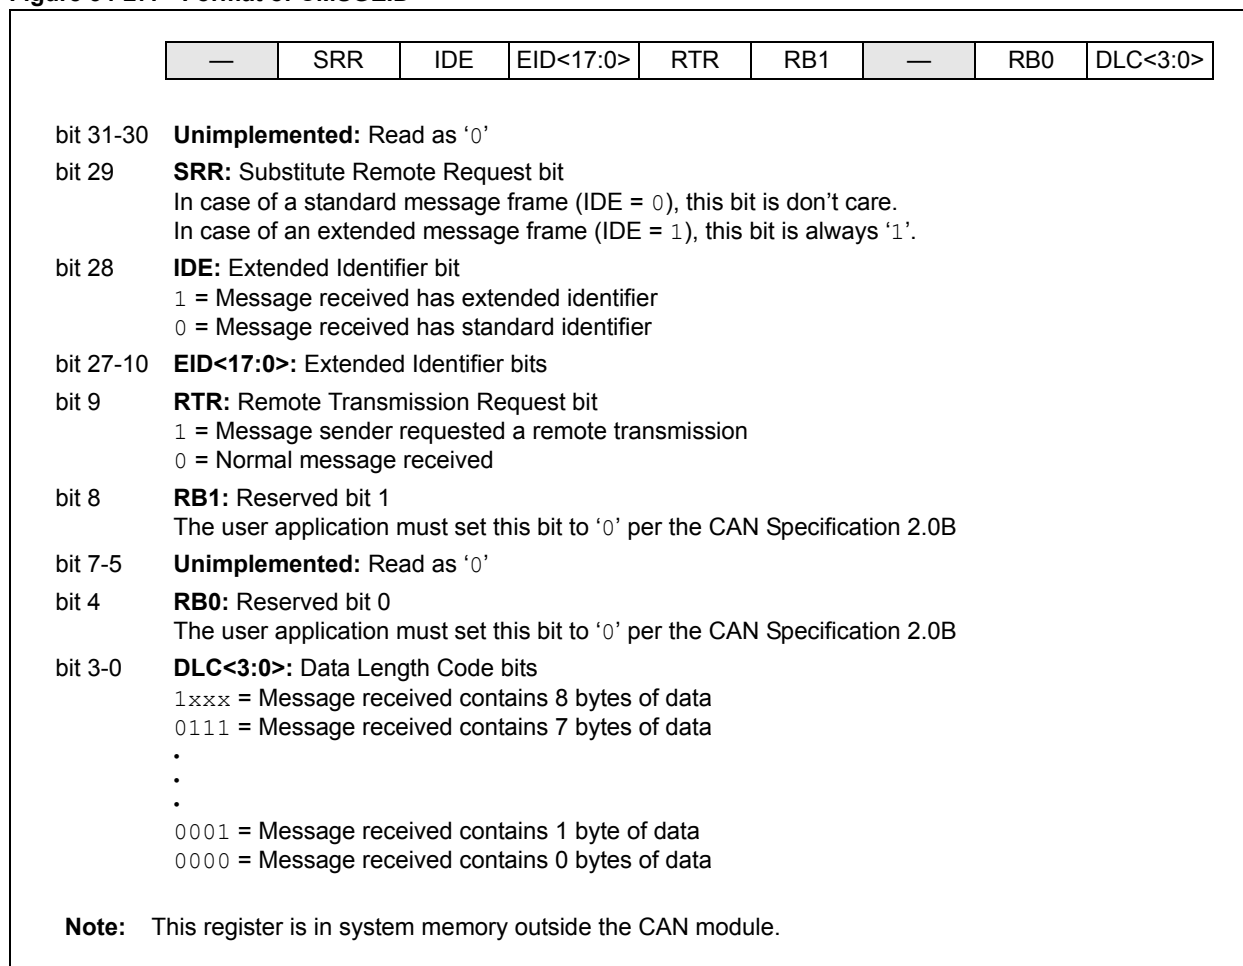 — SRR IDE EID<17:0> RTR RB1 — RB0 DLC<3:0>
bit 31-30 Unimplemented: Read as ‘0’
bit 29 SRR: Substitute Remote Request bit
In case of a standard message frame (IDE = 0), this bit is don’t care.
In case of an extended message frame (IDE = 1), this bit is always ‘1’.
bit 28 IDE: Extended Identifier bit
1 = Message received has extended identifier
0 = Message received has standard identifier
bit 27-10 EID<17:0>: Extended Identifier bits
bit 9 RTR: Remote Transmission Request bit
1 = Message sender requested a remote transmission
0 = Normal message received
bit 8 RB1: Reserved bit 1
The user application must set this bit to ‘0’ per the CAN Specification 2.0B
bit 7-5 Unimplemented: Read as ‘0’
bit 4 RB0: Reserved bit 0
The user application must set this bit to ‘0’ per the CAN Specification 2.0B
bit 3-0 DLC<3:0>: Data Length Code bits
1xxx = Message received contains 8 bytes of data
0111 = Message received contains 7 bytes of data
•
•
•
0001 = Message received contains 1 byte of data
0000 = Message received contains 0 bytes of data
Note: This register is in system memory outside the CAN module.